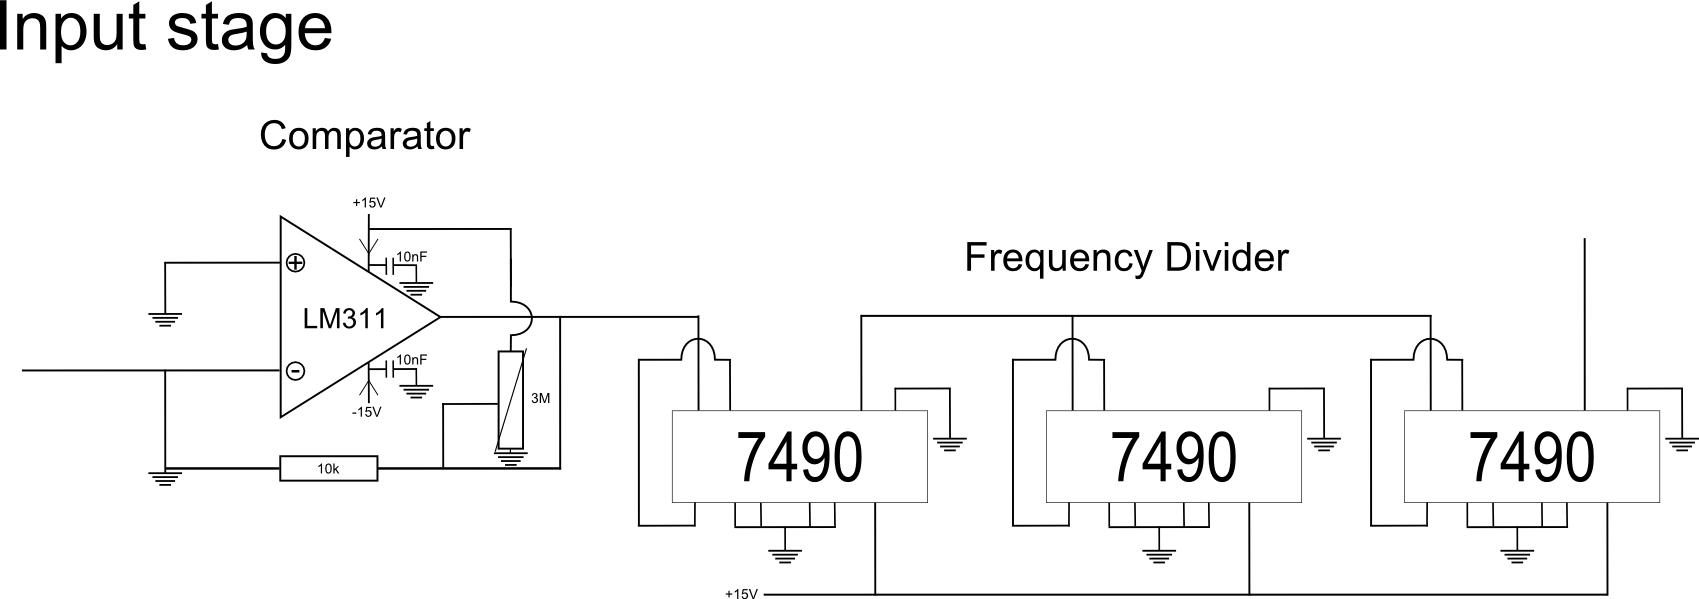 Input stage
Comparator
+15V
Frequency Divider
10nF
LM311
10nF
3M
-15V
7490
7490
7490
10k
+15V